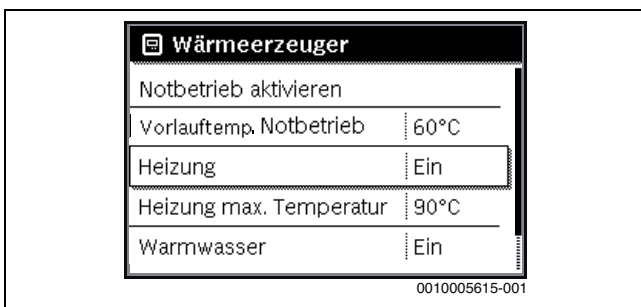 Wärmeerzeuger
Notbetrieb aktivieren
Vorlauftemp. Notbetrieb 60°C
Heizung Ein
Heizung max. Temperatur 90°C
Warmwasser Ein
0010005615-001